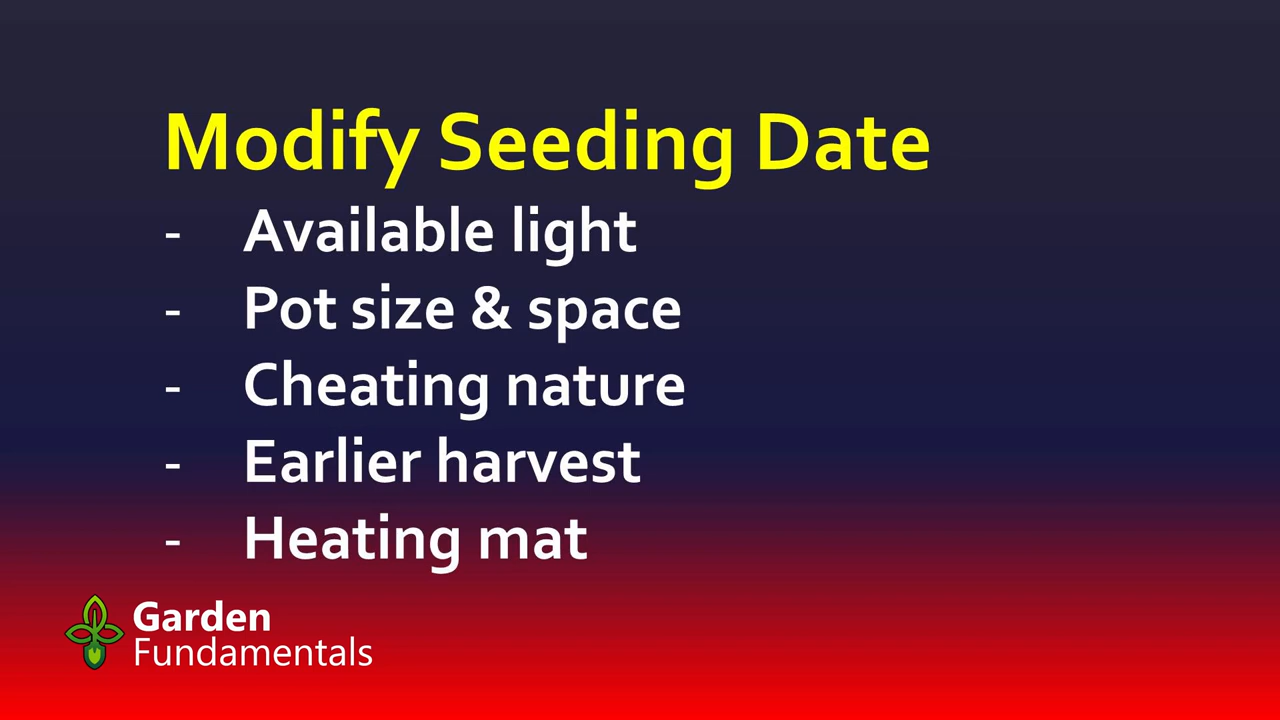 Modify Seeding Date
- Available light
- Pot size & space
- Cheating nature
- Earlier harvest
- Heating mat
Garden
Fundamentals